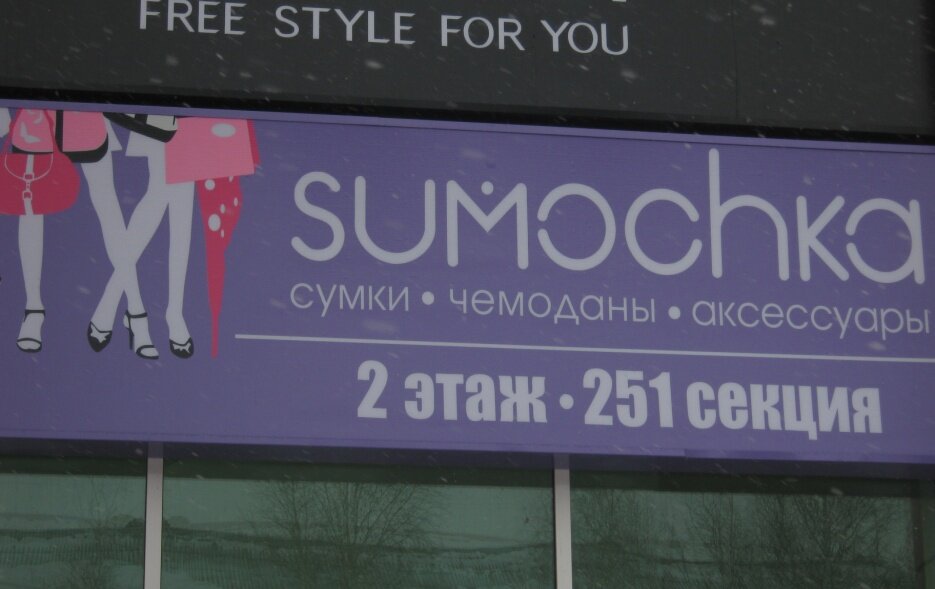 FREE STYLE FOR YOU
sumochka
сумки • чемоданы • аксессуары
2 этаж • 251 секция